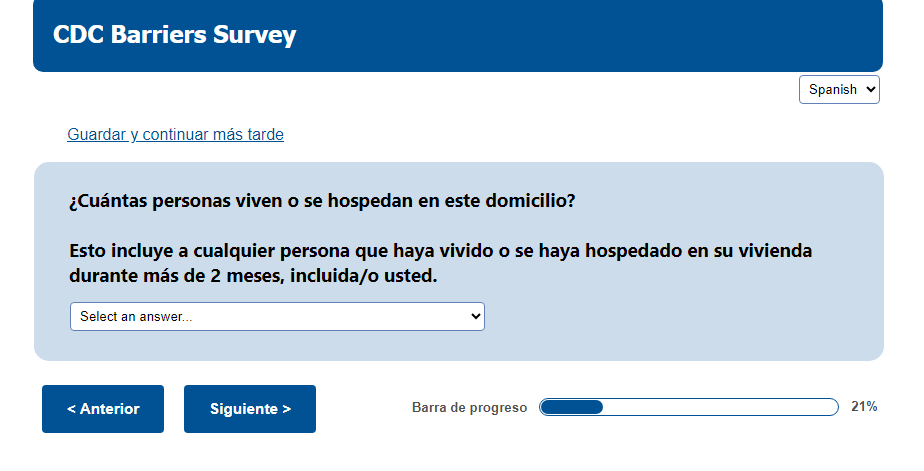 CDC Barriers Survey
Spanish
Guardar y continuar más tarde
¿Cuántas personas viven o se hospedan en este domicilio?
Esto incluye a cualquier persona que haya vivido o se haya hospedado en su vivienda
durante más de 2 meses, incluida/o usted.
Select an answer...
< Anterior
Siguiente >
Barra de progreso
21%